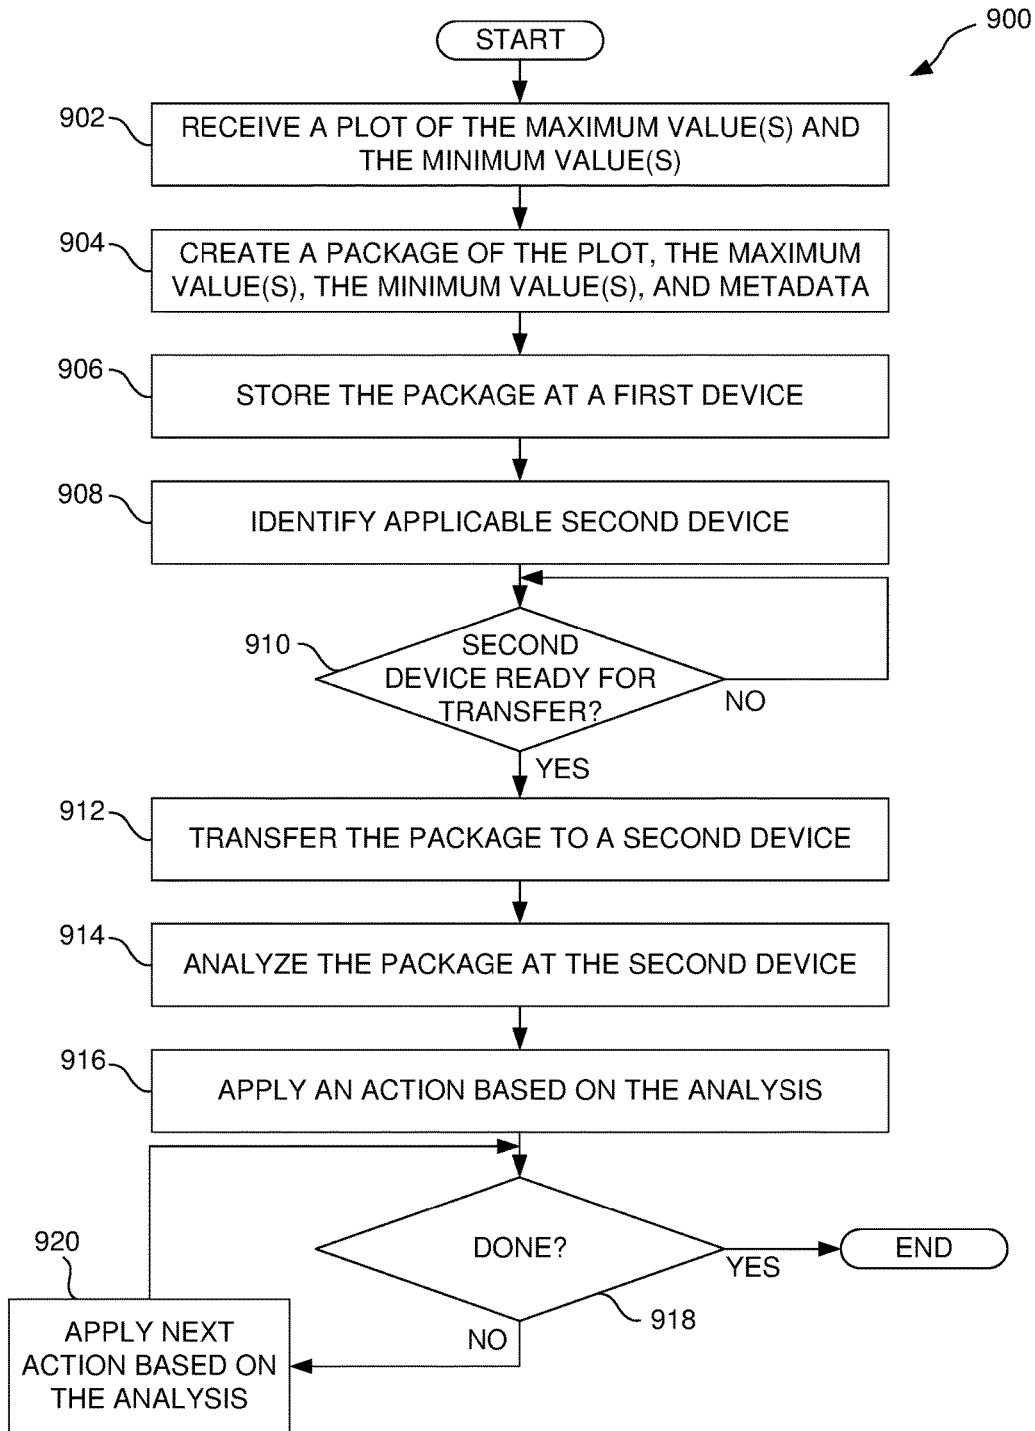 900
START
902
RECEIVE A PLOT OF THE MAXIMUM VALUE(S) AND
THE MINIMUM VALUE(S)
904
CREATE A PACKAGE OF THE PLOT, THE MAXIMUM
VALUE(S), THE MINIMUM VALUE(S), AND METADATA
906
STORE THE PACKAGE AT A FIRST DEVICE
908
IDENTIFY APPLICABLE SECOND DEVICE
910
SECOND
DEVICE READY FOR
TRANSFER?
NO
YES
912
TRANSFER THE PACKAGE TO A SECOND DEVICE
914
ANALYZE THE PACKAGE AT THE SECOND DEVICE
916
APPLY AN ACTION BASED ON THE ANALYSIS
DONE?
YES
END
918
NO
920
APPLY NEXT
ACTION BASED ON
THE ANALYSIS